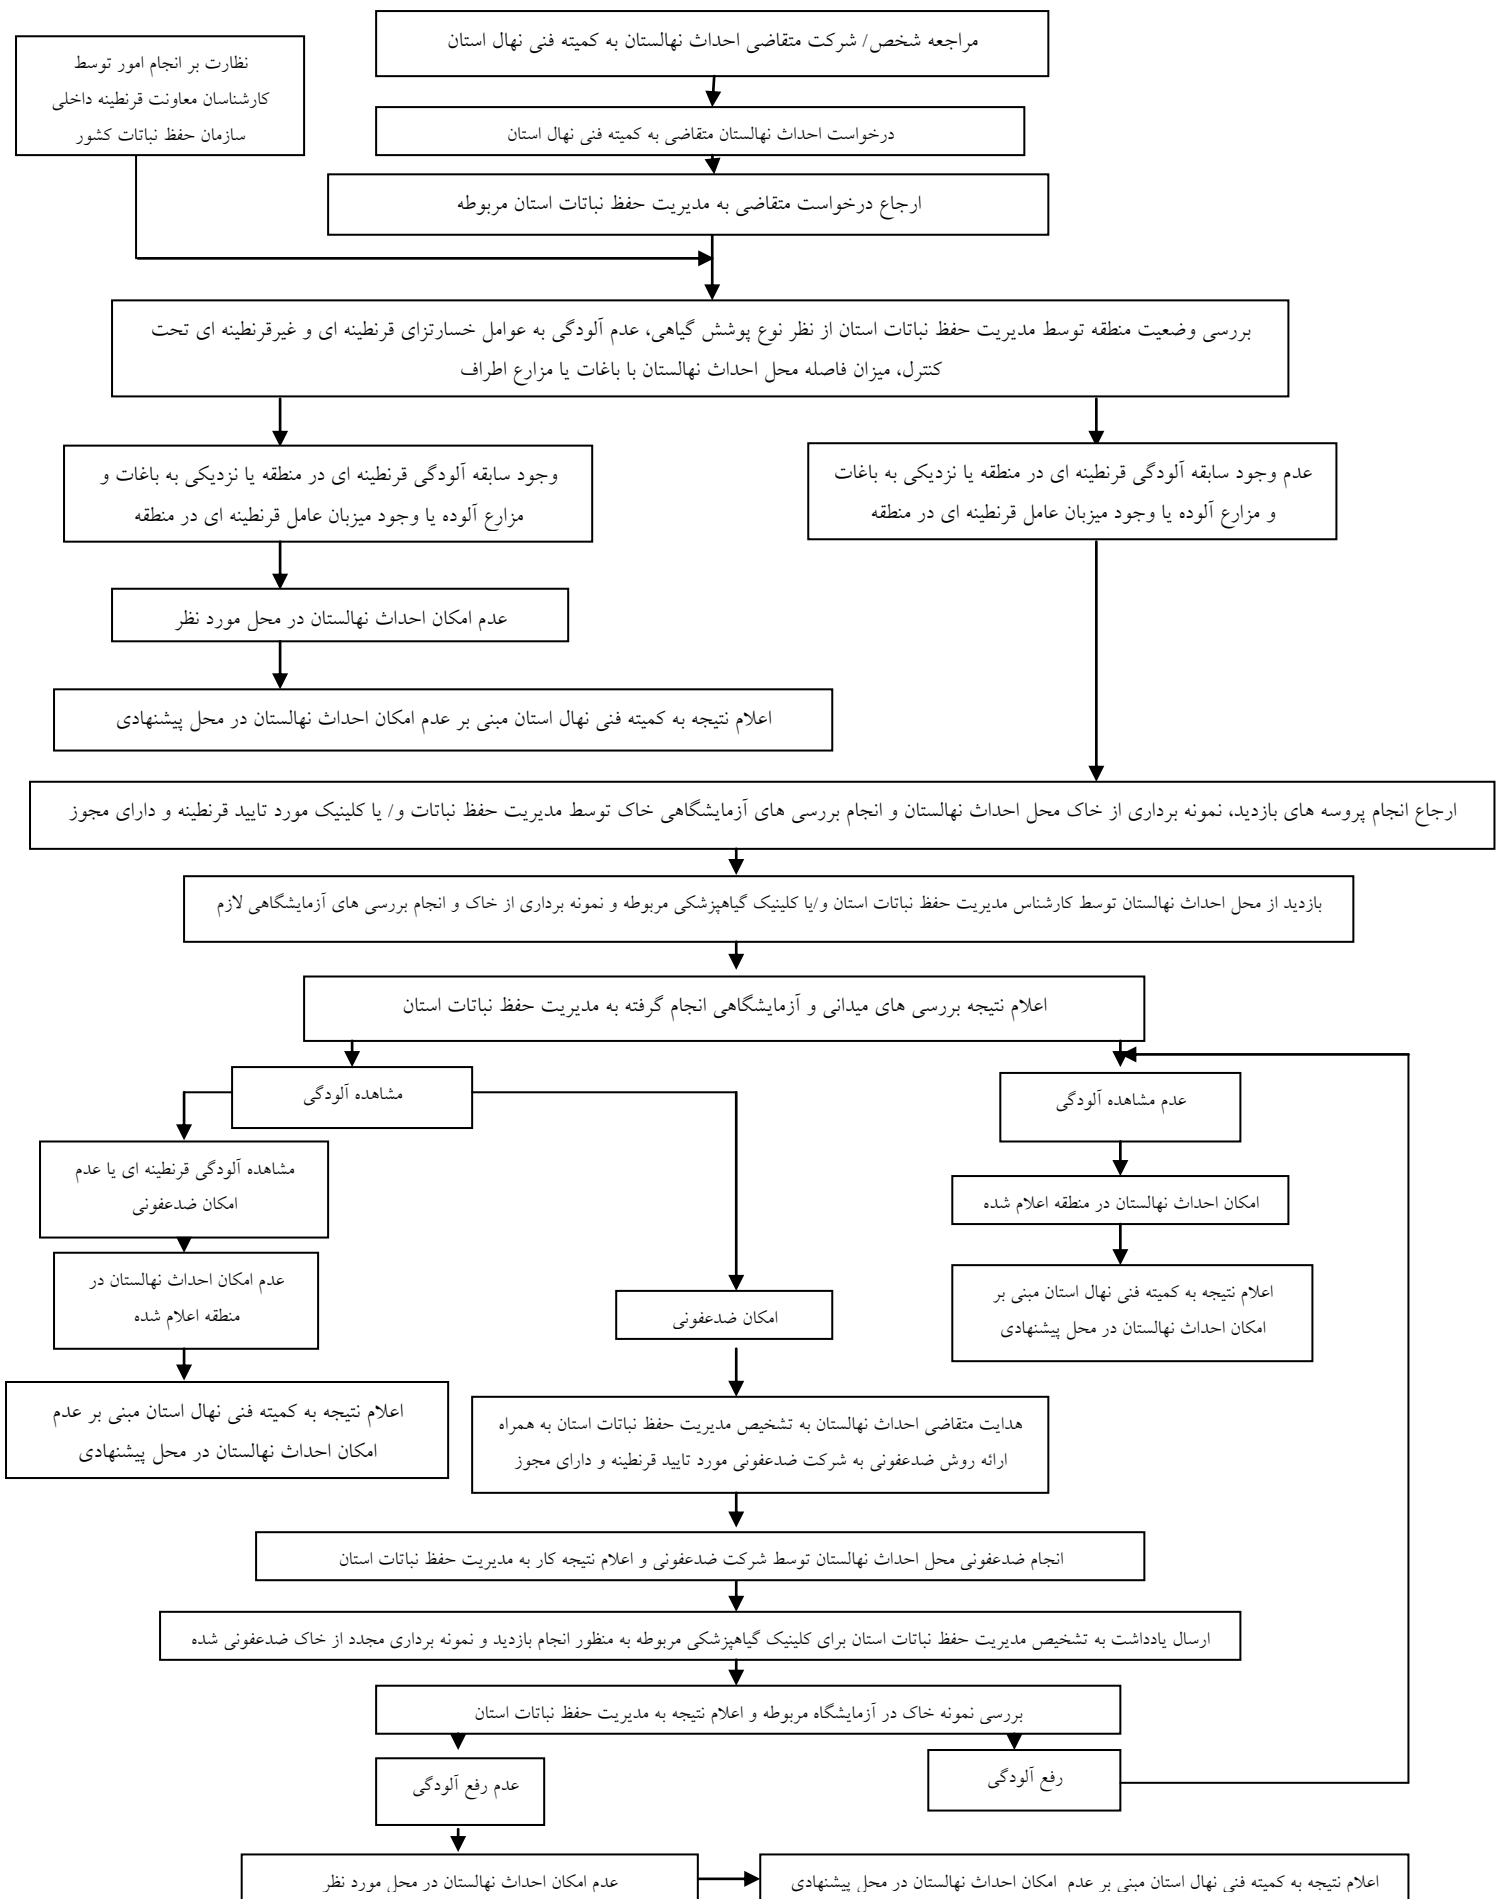 مراجعه شخص/ شرکت متقاضی احداث نهالستان به کمیته فنی نهال استان
نظارت بر انجام امور توسط
کارشناسان معاونت قرنطینه داخلی
سازمان حفظ نباتات کشور
درخواست احداث نهالستان متقاضی به کمیته فنی نهال استان
ارجاع درخواست متقاضی به مدیریت حفظ نباتات استان مربوطه
بررسی وضعیت منطقه توسط مدیریت حفظ نباتات استان از نظر نوع پوشش گیاهی، عدم آلودگی به عوامل خسارتزای قرنطینه ای و غیرقرنطینه ای تحت
کنترل، میزان فاصله محل احداث نهالستان با باغات یا مزارع اطراف
عدم وجود سابقه آلودگی قرنطینه ای در منطقه یا نزدیکی به باغات
و مزارع آلوده یا وجود میزبان عامل قرنطینه ای در منطقه
وجود سابقه آلودگی قرنطینه ای در منطقه یا نزدیکی به باغات و
مزارع آلوده یا وجود میزبان عامل قرنطینه ای در منطقه
عدم امکان احداث نهالستان در محل مورد نظر
اعلام نتیجه به کمیته فنی نهال استان مبنی بر عدم امکان احداث نهالستان در محل پیشنهادی
ارجاع انجام پروسه های بازدید، نمونه برداری از خاک محل احداث نهالستان و انجام بررسی های آزمایشگاهی خاک توسط مدیریت حفظ نباتات و/ یا کلینیک مورد تایید قرنطینه و دارای مجوز
بازدید از محل احداث نهالستان توسط کارشناس مدیریت حفظ نباتات استان و/یا کلینیک گیاهپزشکی مربوطه و نمونه برداری از خاک و انجام بررسی های آزمایشگاهی لازم
اعلام نتیجه بررسی های میدانی و آزمایشگاهی انجام گرفته به مدیریت حفظ نباتات استان
عدم مشاهده آلودگی
مشاهده آلودگی
امکان احداث نهالستان در منطقه اعلام شده
اعلام نتیجه به کمیته فنی نهال استان مبنی بر
امکان احداث نهالستان در محل پیشنهادی
مشاهده آلودگی قرنطینه ای یا عدم
امکان ضدعفونی
عدم امکان احداث نهالستان در
منطقه اعلام شده
اعلام نتیجه به کمیته فنی نهال استان مبنی بر عدم
امکان احداث نهالستان در محل پیشنهادی
امکان ضدعفونی
هدایت متقاضی احداث نهالستان به تشخیص مدیریت حفظ نباتات استان به همراه
ارائه روش ضدعفونی به شرکت ضدعفونی مورد تایید قرنطینه و دارای مجوز
انجام ضدعفونی محل احداث نهالستان توسط شرکت ضدعفونی و اعلام نتیجه کار به مدیریت حفظ نباتات استان
ارسال یادداشت به تشخیص مدیریت حفظ نباتات استان برای کلینیک گیاهپزشکی مربوطه به منظور انجام بازدید و نمونه برداری مجدد از خاک ضدعفونی شده
بررسی نمونه خاک در آزمایشگاه مربوطه و اعلام نتیجه به مدیریت حفظ نباتات استان
رفع آلودگی
عدم رفع آلودگی
عدم امکان احداث نهالستان در محل مورد نظر
اعلام نتیجه به کمیته فنی نهال استان مبنی بر عدم  امکان احداث نهالستان در محل پیشنهادی